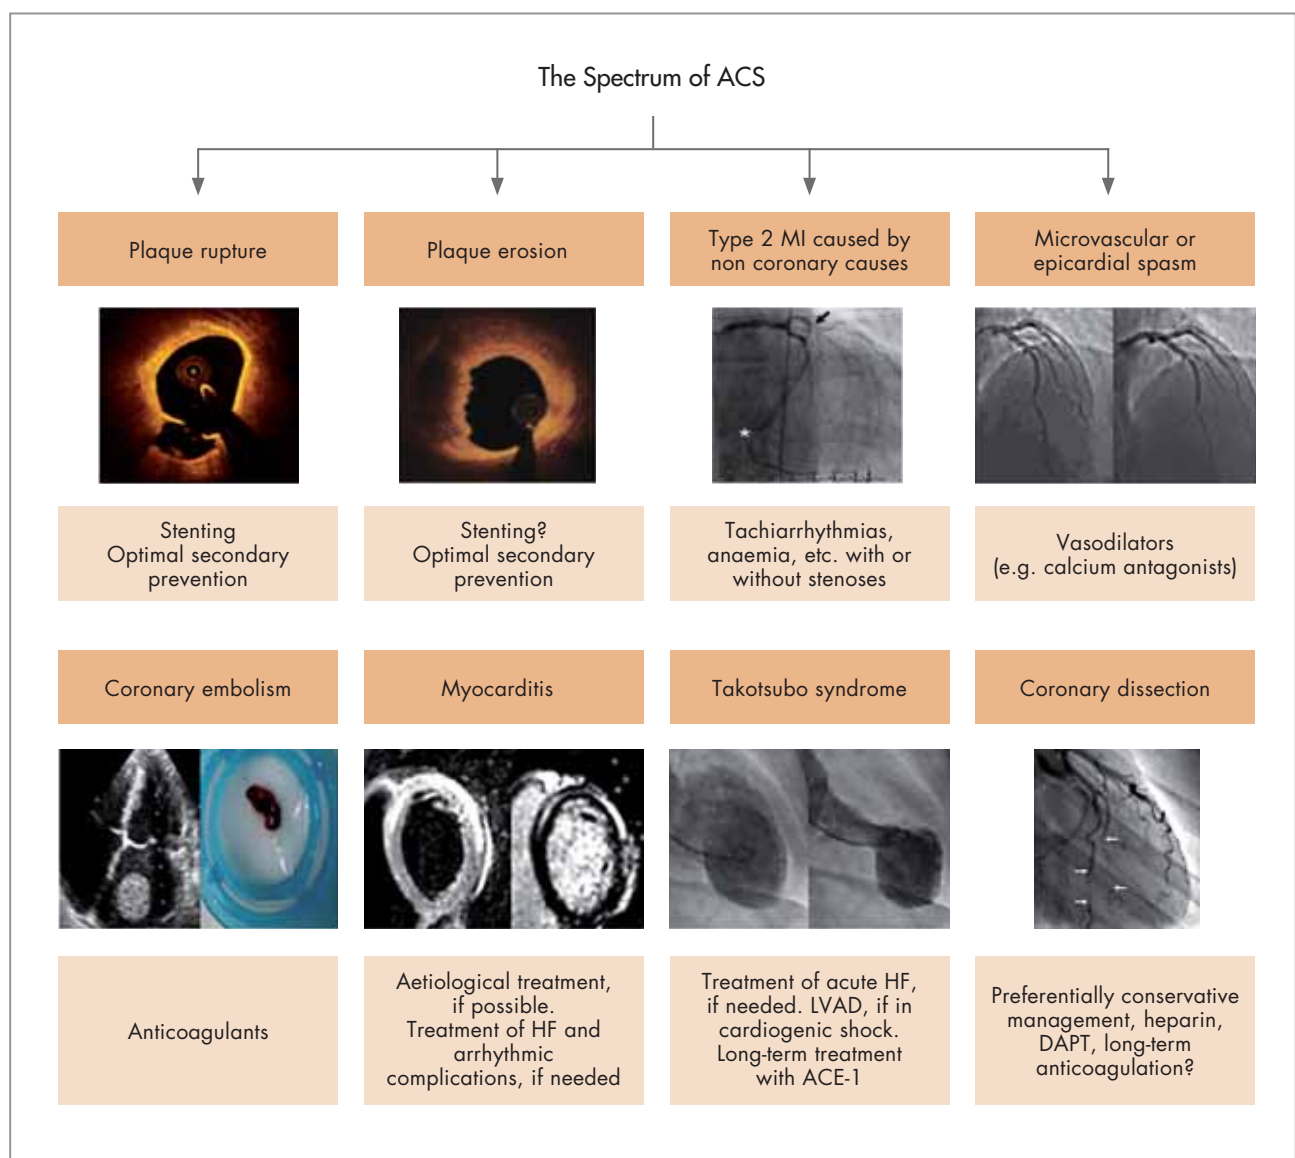 The Spectrum of ACS
Plaque rupture
Plaque erosion
Type 2 MI caused by
non coronary causes
Microvascular or
epicardial spasm
Stenting
Optimal secondary
prevention
Stenting?
Optimal secondary
prevention
Tachiarrhythmias,
anaemia, etc. with or
without stenoses
Vasodilators
(e.g. calcium antagonists)
Coronary embolism
Myocarditis
Takotsubo syndrome
Coronary dissection
Anticoagulants
Aetiological treatment,
if possible.
Treatment of HF and
arrhythmic
complications, if needed
Treatment of acute HF,
if needed. LVAD, if in
cardiogenic shock.
Long-term treatment
with ACE-1
Preferentially conservative
management, heparin,
DAPT, long-term
anticoagulation?